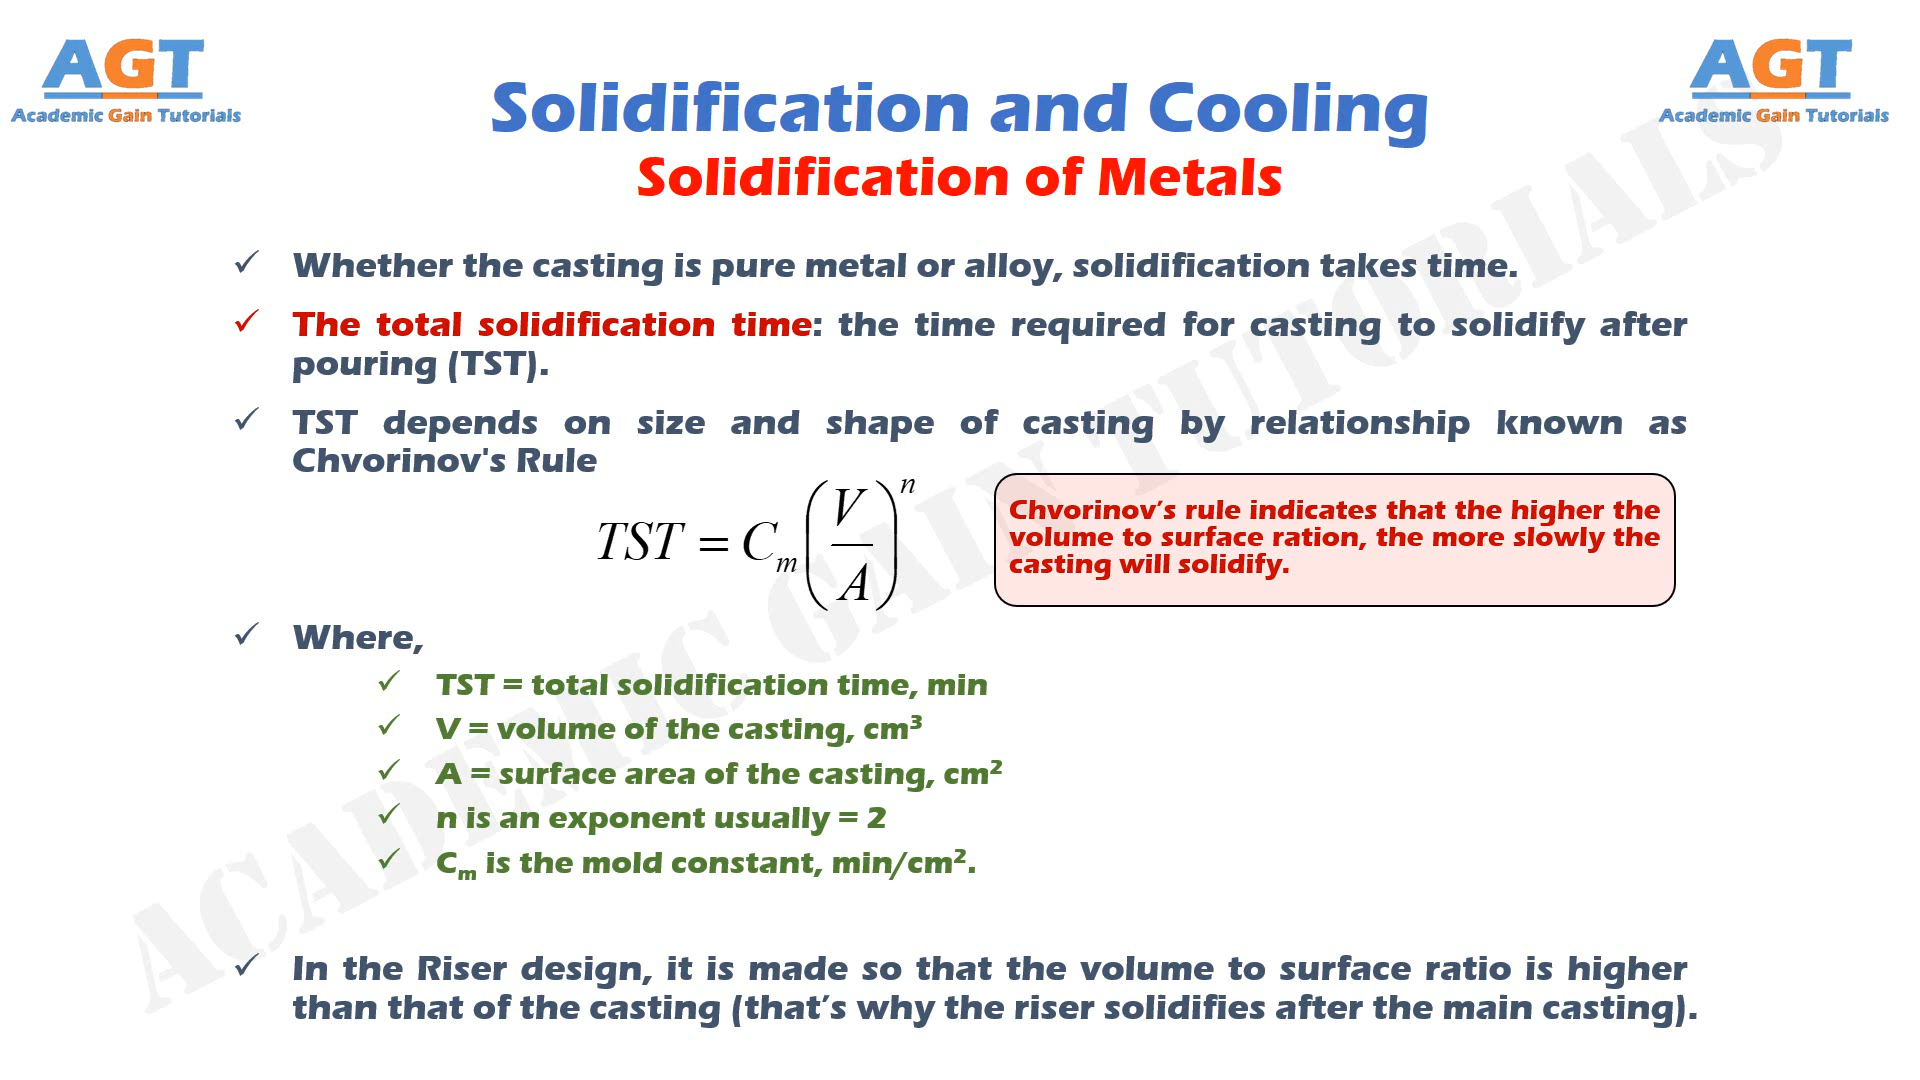 AGT
Academic Gain Tutorials
AGT
Academic Gain Tutorials
Solidification and Cooling
Solidification of Metals
✓ Whether the casting is pure metal or alloy, solidification takes time.
✓ The total solidification time: the time required for casting to solidify after
pouring (TST).
✓ TST depends on size and shape of casting by relationship known as
Chvorinov's Rule
TST = Cₘ (V/A)ⁿ
Chvorinov’s rule indicates that the higher the
volume to surface ration, the more slowly the
casting will solidify.
✓ Where,
✓ TST = total solidification time, min
✓ V = volume of the casting, cm³
✓ A = surface area of the casting, cm²
✓ n is an exponent usually = 2
✓ Cₘ is the mold constant, min/cm².
✓ In the Riser design, it is made so that the volume to surface ratio is higher
than that of the casting (that’s why the riser solidifies after the main casting).
ACADEMIC GAIN TUTORIALS